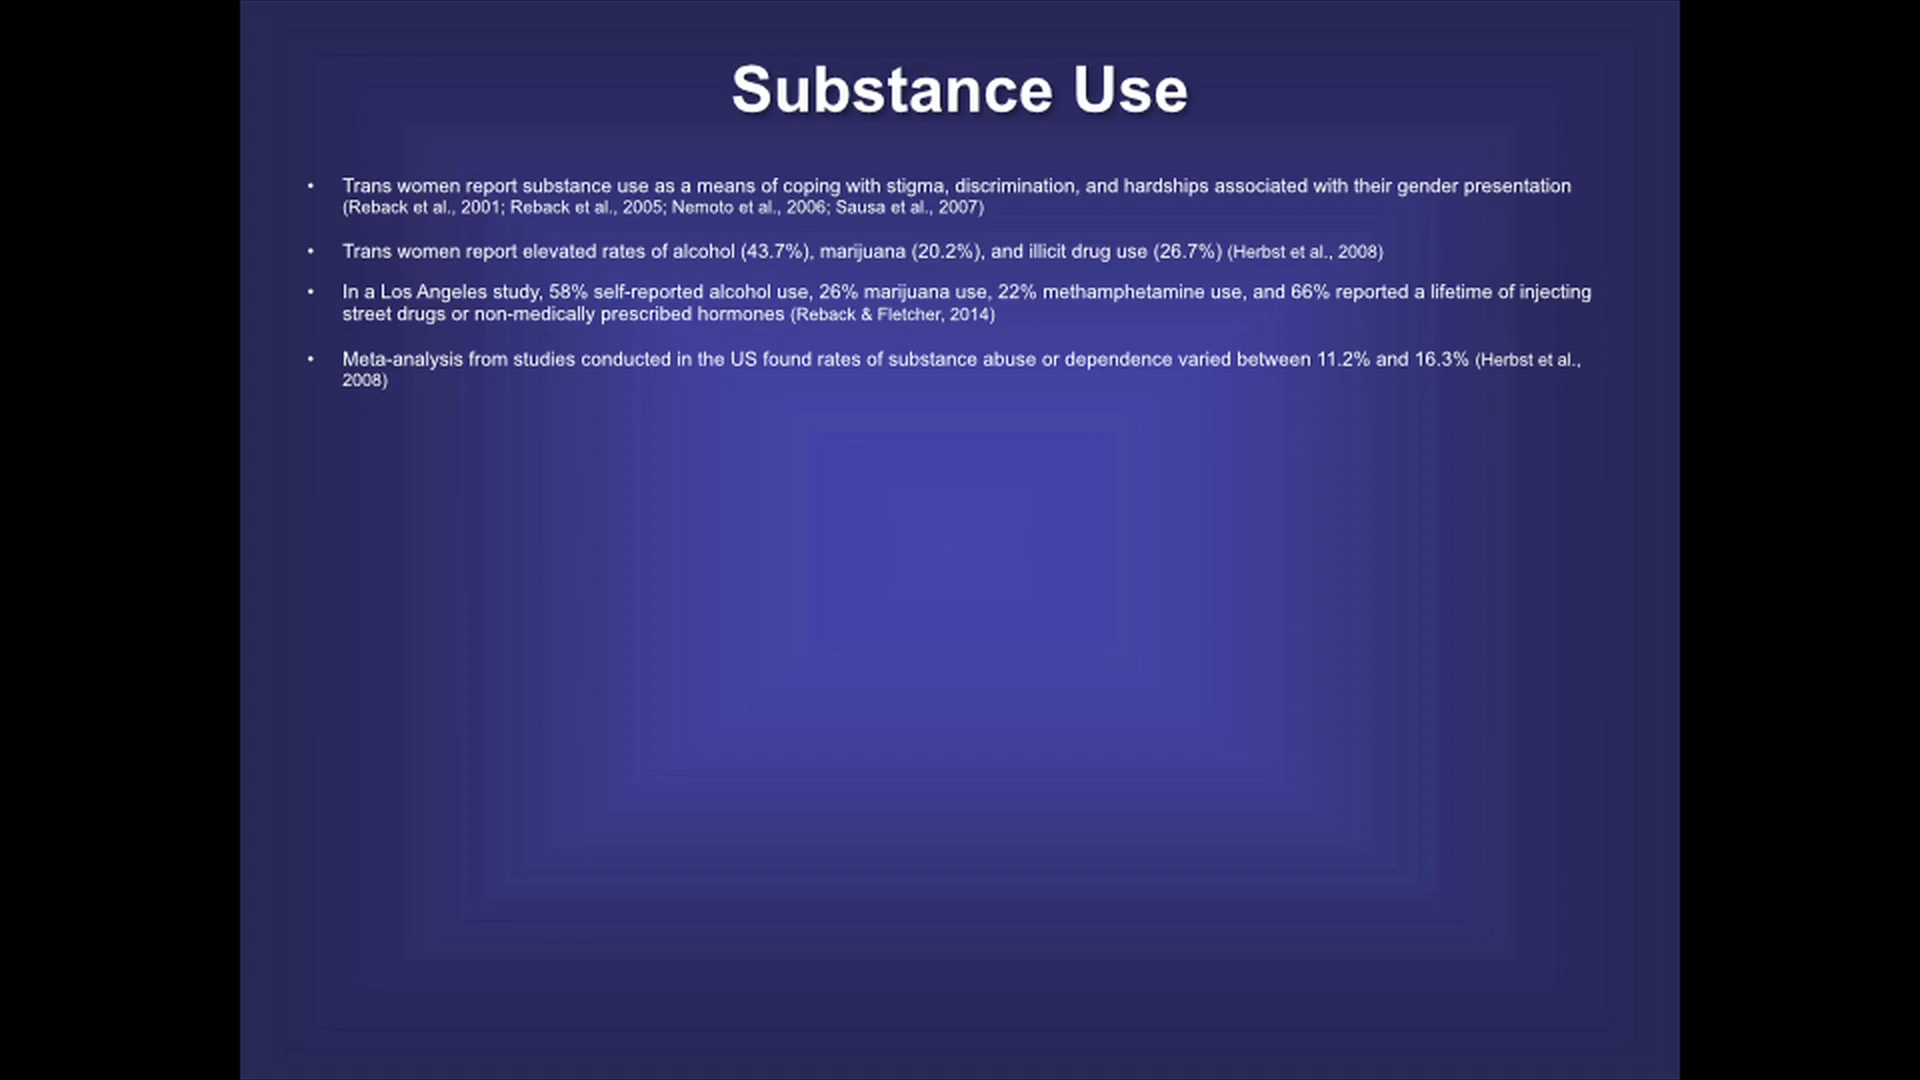 Substance Use
• Trans women report substance use as a means of coping with stigma, discrimination, and hardships associated with their gender presentation
(Reback et al., 2001; Reback et al., 2005; Nemoto et al., 2006; Sausa et al., 2007)
• Trans women report elevated rates of alcohol (43.7%), marijuana (20.2%), and illicit drug use (26.7%) (Herbst et al., 2008)
• In a Los Angeles study, 58% self-reported alcohol use, 26% marijuana use, 22% methamphetamine use, and 66% reported a lifetime of injecting
street drugs or non-medically prescribed hormones (Reback & Fletcher, 2014)
• Meta-analysis from studies conducted in the US found rates of substance abuse or dependence varied between 11.2% and 16.3% (Herbst et al.,
2008)